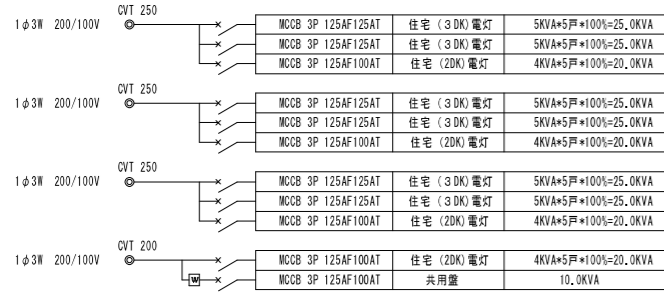 CVT 250
1φ3W 200/100V MCCB 3P 125AF125AT 住宅（３DK)電灯 5KVA*5戸*100%=25.0KVA
MCCB 3P 125AF125AT 住宅（３DK)電灯 5KVA*5戸*100%=25.0KVA
MCCB 3P 125AF100AT 住宅（2DK)電灯 4KVA*5戸*100%=20.0KVA
CVT 250
1φ3W 200/100V MCCB 3P 125AF125AT 住宅（３DK)電灯 5KVA*5戸*100%=25.0KVA
MCCB 3P 125AF125AT 住宅（３DK)電灯 5KVA*5戸*100%=25.0KVA
MCCB 3P 125AF100AT 住宅（2DK)電灯 4KVA*5戸*100%=20.0KVA
CVT 250
1φ3W 200/100V MCCB 3P 125AF125AT 住宅（３DK)電灯 5KVA*5戸*100%=25.0KVA
MCCB 3P 125AF125AT 住宅（３DK)電灯 5KVA*5戸*100%=25.0KVA
MCCB 3P 125AF100AT 住宅（2DK)電灯 4KVA*5戸*100%=20.0KVA
CVT 200
1φ3W 200/100V MCCB 3P 125AF100AT 住宅（2DK)電灯 4KVA*5戸*100%=20.0KVA
W MCCB 3P 125AF100AT 共用盤 10.0KVA